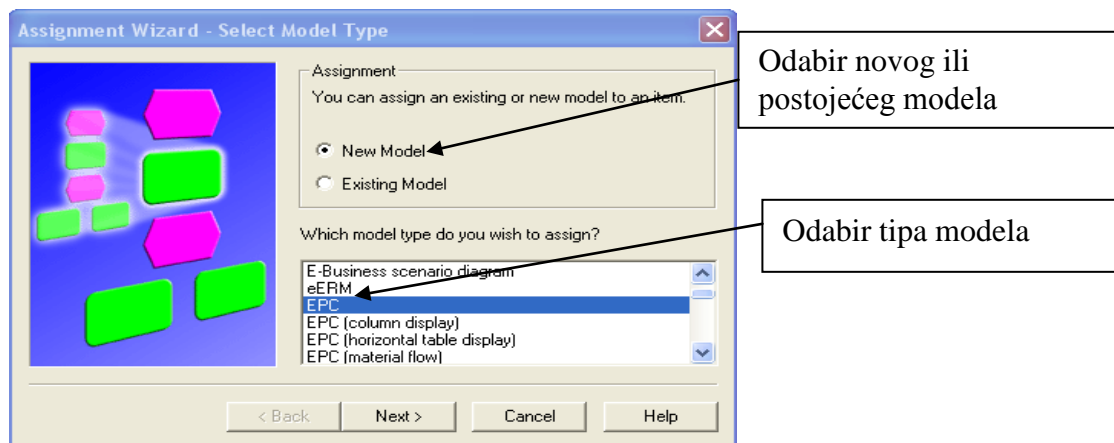 Assignment Wizard - Select Model Type
Assignment
You can assign an existing or new model to an item.
New Model
Existing Model
Which model type do you wish to assign?
E-Business scenario diagram
eERM
EPC
EPC (column display)
EPC (horizontal table display)
EPC (material flow)
< Back
Next >
Cancel
Help
Odabir novog ili
postojećeg modela
Odabir tipa modela